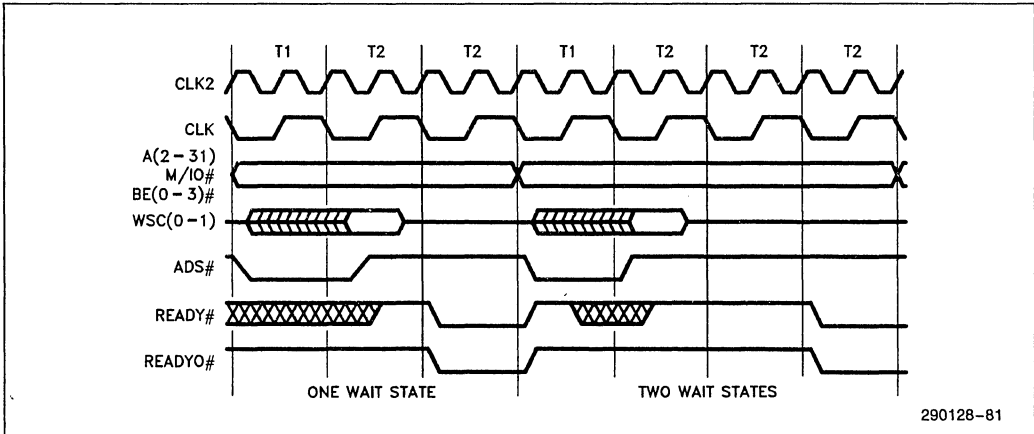 T1 T2 T2 T1 T2 T2 T2
CLK2
CLK
A(2-31)
M/IO#
BE(0-3)#
WSC(0-1)
ADS#
READY#
READYO#
ONE WAIT STATE TWO WAIT STATES
290128-81